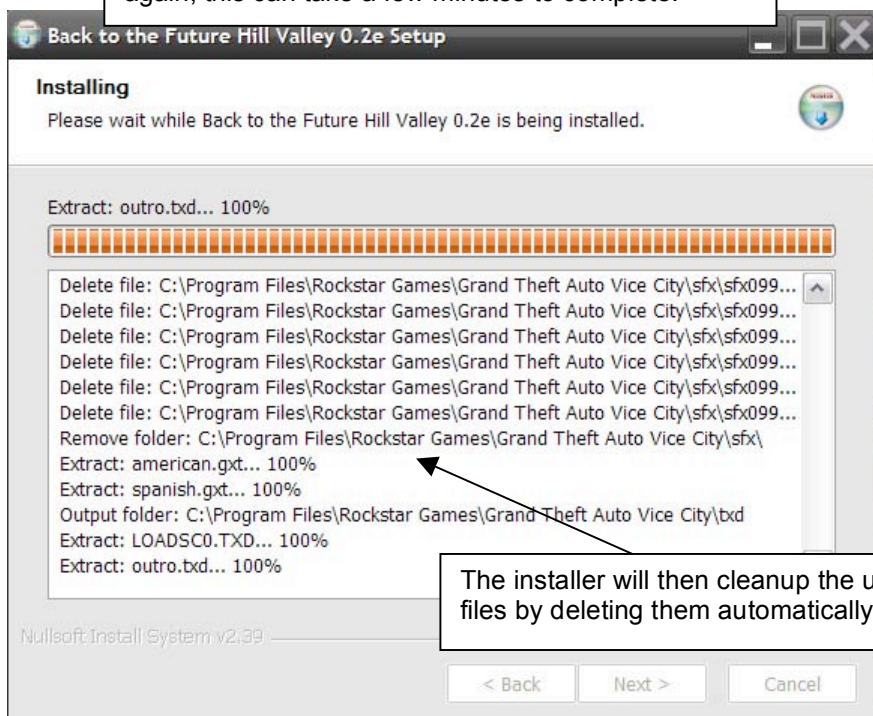 again, this can take a few minutes to complete.
Back to the Future Hill Valley 0.2e Setup
Installing
Please wait while Back to the Future Hill Valley 0.2e is being installed.
Extract: outro.txd... 100%
Delete file: C:\Program Files\Rockstar Games\Grand Theft Auto Vice City\sfx\sfx099...
Delete file: C:\Program Files\Rockstar Games\Grand Theft Auto Vice City\sfx\sfx099...
Delete file: C:\Program Files\Rockstar Games\Grand Theft Auto Vice City\sfx\sfx099...
Delete file: C:\Program Files\Rockstar Games\Grand Theft Auto Vice City\sfx\sfx099...
Delete file: C:\Program Files\Rockstar Games\Grand Theft Auto Vice City\sfx\sfx099...
Delete file: C:\Program Files\Rockstar Games\Grand Theft Auto Vice City\sfx\sfx099...
Remove folder: C:\Program Files\Rockstar Games\Grand Theft Auto Vice City\sfx\
Extract: american.gxt... 100%
Extract: spanish.gxt... 100%
Output folder: C:\Program Files\Rockstar Games\Grand Theft Auto Vice City\txd
Extract: LOADSC0.TXD... 100%
Extract: outro.txd... 100%
The installer will then cleanup the u
files by deleting them automatically
Nullsoft Install System v2.39
< Back Next > Cancel